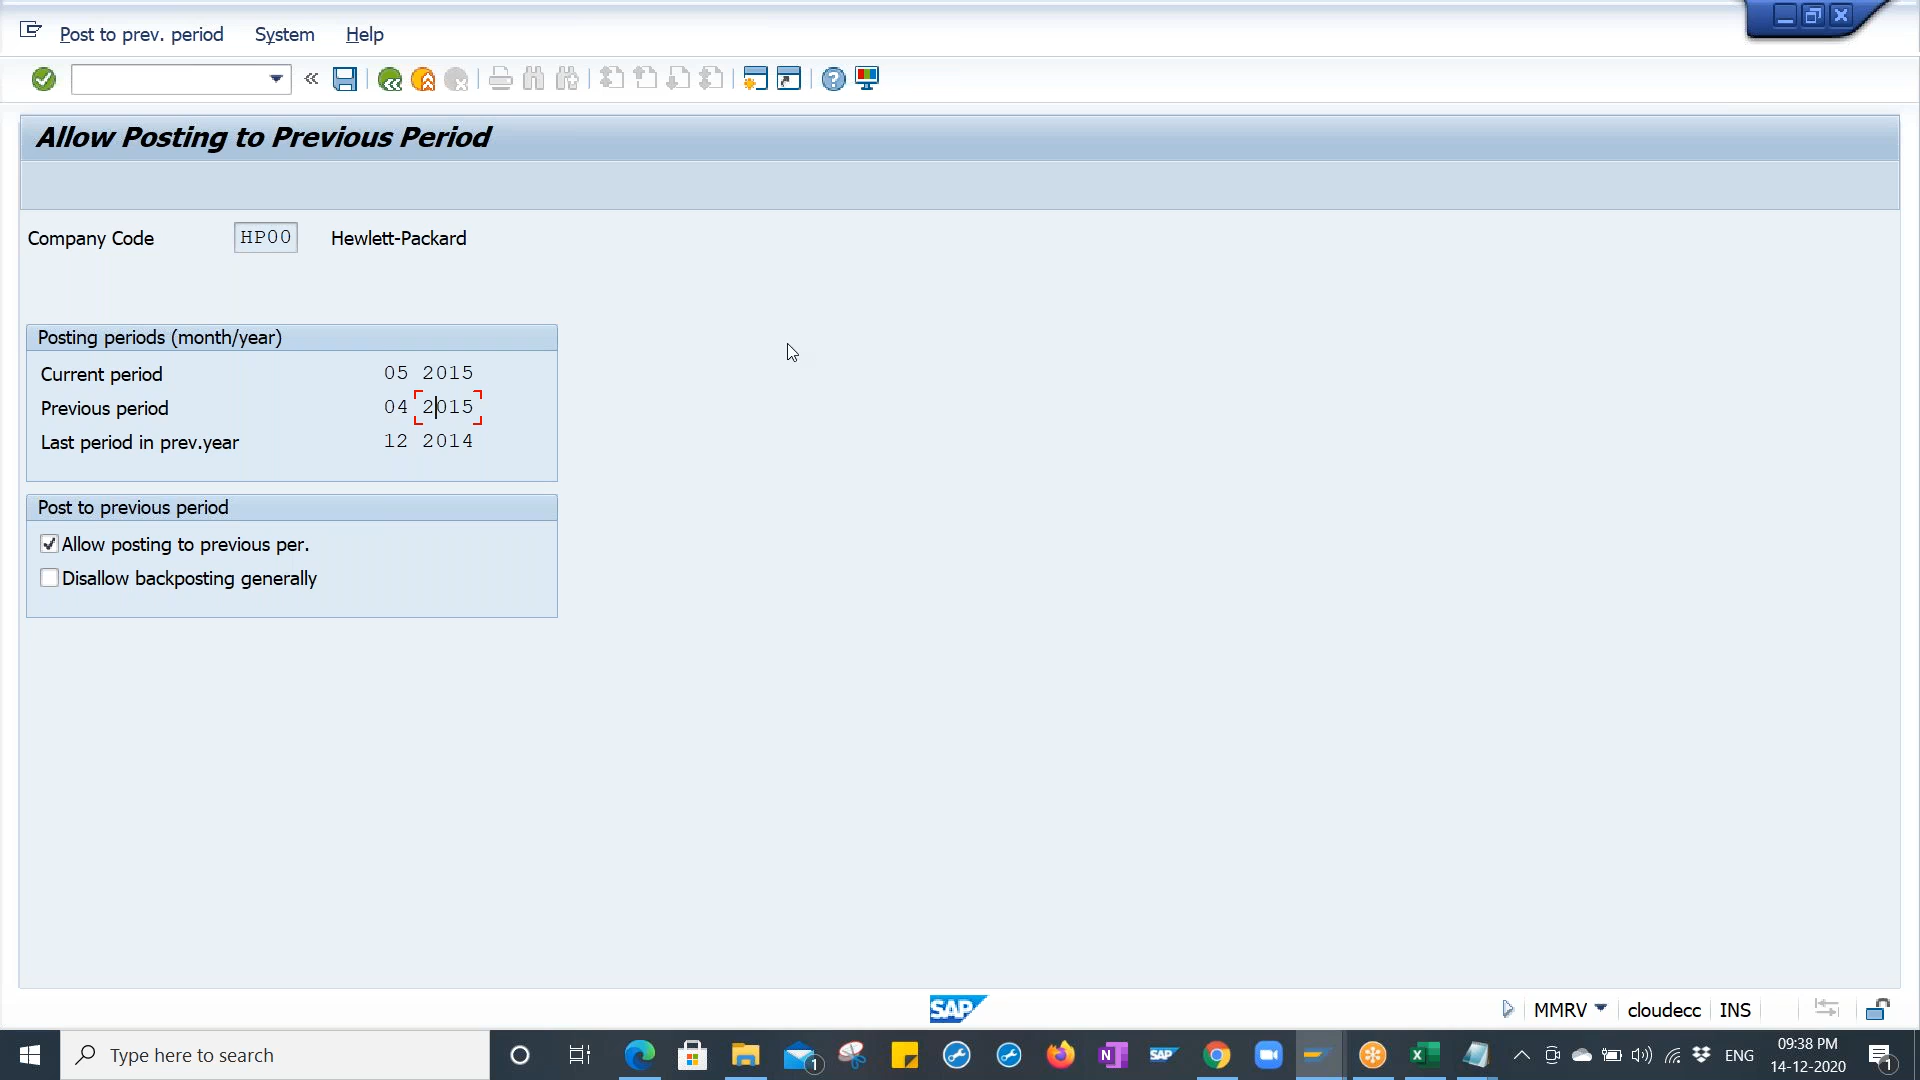 Post to prev. period System Help
Allow Posting to Previous Period
Company Code HP00 Hewlett-Packard
Posting periods (month/year)
Current period 05 2015
Previous period 04 2015
Last period in prev.year 12 2014
Post to previous period
Allow posting to previous per.
Disallow backposting generally
SAP
MMRV cloudecc INS
Type here to search
1
N
SAP
X
ENG
09:38 PM
14-12-2020
1